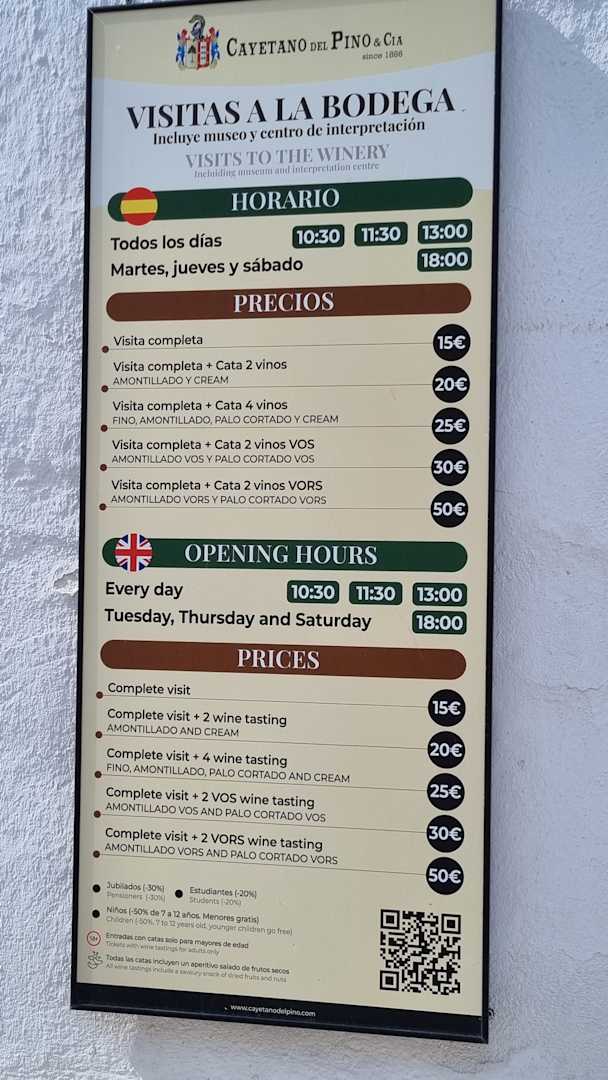 CAYETANO DEL PINO & CIA
since 1886
VISITAS A LA BODEGA
Incluye museo y centro de interpretación
VISITS TO THE WINERY
Including museum and interpretation centre
HORARIO
Todos los días 10:30 11:30 13:00
Martes, jueves y sábado 18:00
PRECIOS
Visita completa 15€
Visita completa + Cata 2 vinos 20€
AMONTILLADO Y CREAM
Visita completa + Cata 4 vinos 25€
FINO, AMONTILLADO, PALO CORTADO Y CREAM
Visita completa + Cata 2 vinos VOS 30€
AMONTILLADO VOS Y PALO CORTADO VOS
Visita completa + Cata 2 vinos VORS 50€
AMONTILLADO VORS Y PALO CORTADO VORS
OPENING HOURS
Every day 10:30 11:30 13:00
Tuesday, Thursday and Saturday 18:00
PRICES
Complete visit 15€
Complete visit + 2 wine tasting 20€
AMONTILLADO AND CREAM
Complete visit + 4 wine tasting 25€
FINO, AMONTILLADO, PALO CORTADO AND CREAM
Complete visit + 2 VOS wine tasting 30€
AMONTILLADO VOS AND PALO CORTADO VOS
Complete visit + 2 VORS wine tasting 50€
AMONTILLADO VORS AND PALO CORTADO VORS
Jubilados (-30%) Estudiantes (-20%)
Pensioners (-30%) Students (-20%)
Niños (-50% de 7 a 12 años. Menores gratis)
Children (-50%, 7 to 12 years old, younger children go free)
18+ Entradas con catas solo para mayores de edad
Tickets with wine tastings for adults only
Todas las catas incluyen un aperitivo salado de frutos secos
All wine tastings include a savoury snack of dried fruits and nuts
www.cayetanodelpino.com